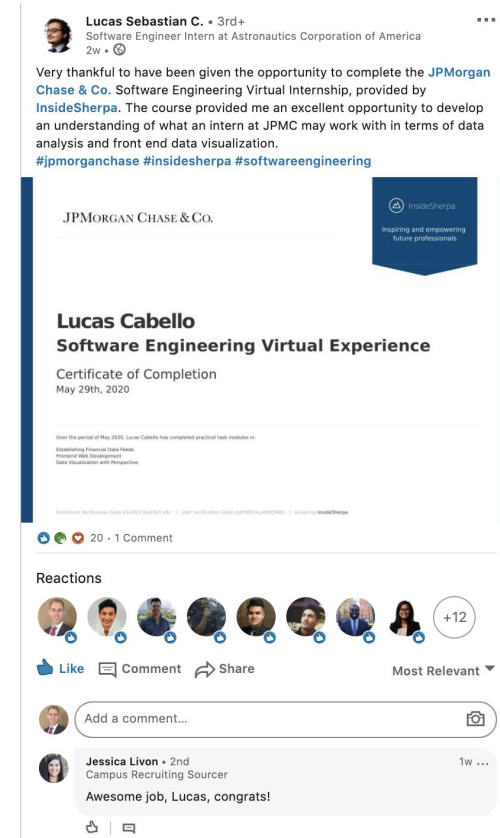 Lucas Sebastian C. • 3rd+
Software Engineer Intern at Astronautics Corporation of America
2w •
Very thankful to have been given the opportunity to complete the JPMorgan
Chase & Co. Software Engineering Virtual Internship, provided by
InsideSherpa. The course provided me an excellent opportunity to develop
an understanding of what an intern at JPMC may work with in terms of data
analysis and front end data visualization.
#jpmorganchase #insidesherpa #softwareengineering
JPMORGAN CHASE & CO.
InsideSherpa
Inspiring and empowering
future professionals
Lucas Cabello
Software Engineering Virtual Experience
Certificate of Completion
May 29th, 2020
Over the period of May 2020, Lucas Cabello has completed practical task modules in:
Establishing Financial Data Feeds
Frontend Web Development
Data Visualization with Perspective
Enrolment Verification Code | User Verification Code | Issued by InsideSherpa
20 · 1 Comment
Reactions
+12
Like Comment Share
Most Relevant
Add a comment...
Jessica Livon • 2nd
1w ...
Campus Recruiting Sourcer
Awesome job, Lucas, congrats!